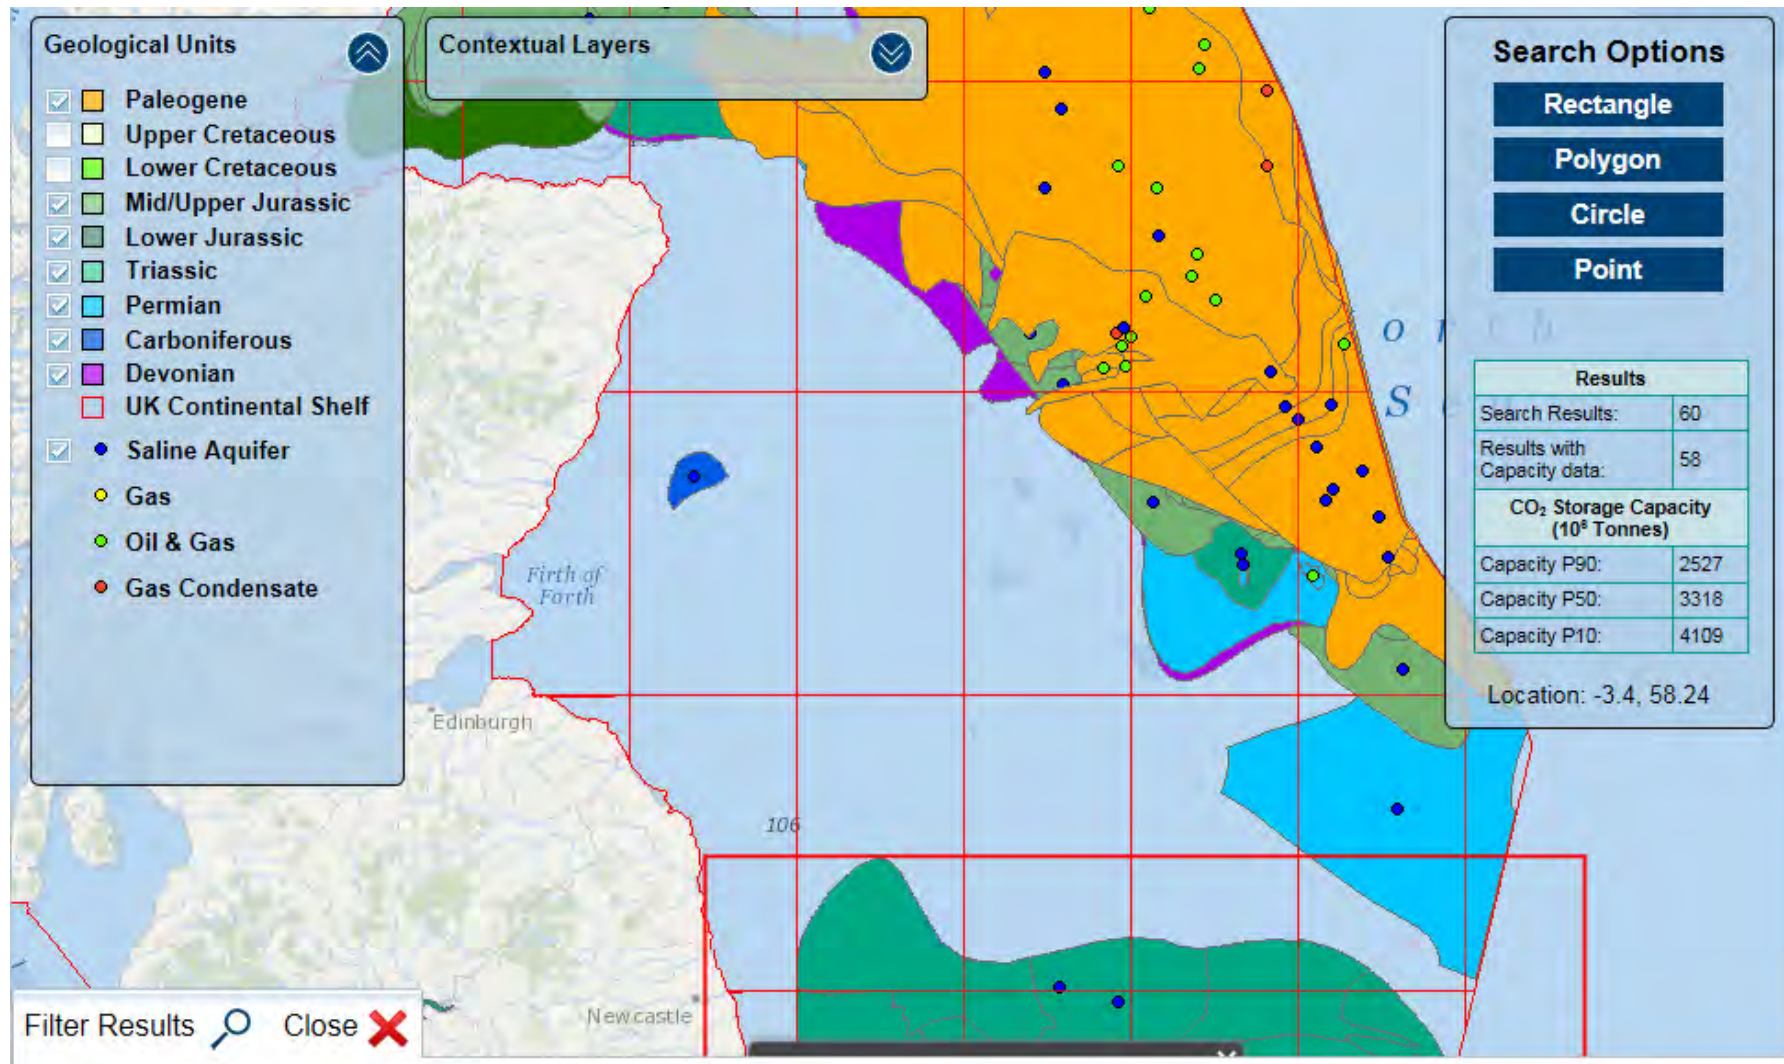 Geological Units
Paleogene
Upper Cretaceous
Lower Cretaceous
Mid/Upper Jurassic
Lower Jurassic
Triassic
Permian
Carboniferous
Devonian
UK Continental Shelf
Saline Aquifer
Gas
Oil & Gas
Gas Condensate
Contextual Layers
Search Options
Rectangle
Polygon
Circle
Point
Results
Search Results: 60
Results with
Capacity data: 58
CO₂ Storage Capacity
(10⁶ Tonnes)
Capacity P90: 2527
Capacity P50: 3318
Capacity P10: 4109
Location: -3.4, 58.24
Firth of
Forth
Edinburgh
106
Newcastle
Filter Results
Close